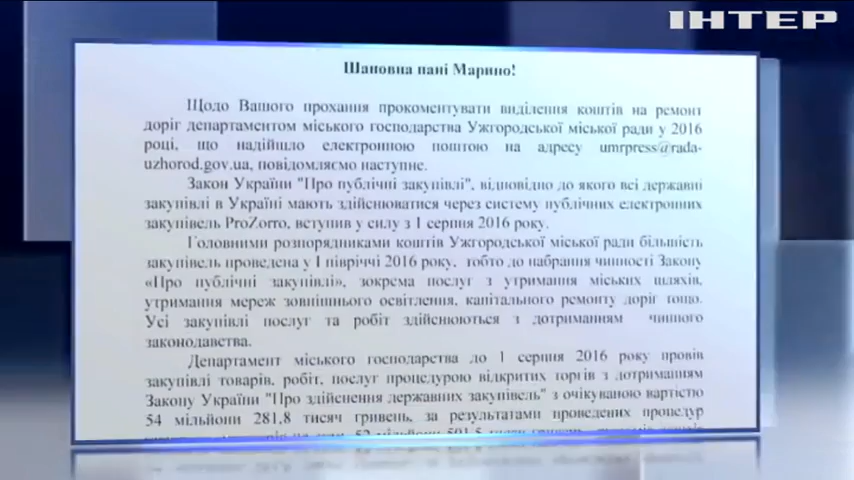 ІНТЕР
Шановна пані Марино!
Щодо Вашого прохання прокоментувати виділення коштів на ремонт
доріг департаментом міського господарства Ужгородської міської ради у 2016
році, що надійшло електронною поштою на адресу umrpress@rada-
uzhorod.gov.ua, повідомляємо наступне.
Закон України "Про публічні закупівлі", відповідно до якого всі державні
закупівлі в Україні мають здійснюватися через систему публічних електронних
закупівель ProZorro, вступив у силу з 1 серпня 2016 року.
Головними розпорядниками коштів Ужгородської міської ради більшість
закупівель проведена у І півріччі 2016 року, тобто до набрання чинності Закону
«Про публічні закупівлі», зокрема послуг з утримання міських шляхів,
утримання мереж зовнішнього освітлення, капітального ремонту доріг тощо.
Усі закупівлі послуг та робіт здійснюються з дотриманням чинного
законодавства.
Департамент міського господарства до 1 серпня 2016 року провів
закупівлі товарів, робіт, послуг процедурою відкритих торгів з дотриманням
Закону України "Про здійснення державних закупівель" з очікуваною вартістю
54 мільйони 281,8 тисяч гривень, за результатами проведених процедур
52 мільйони 501,5